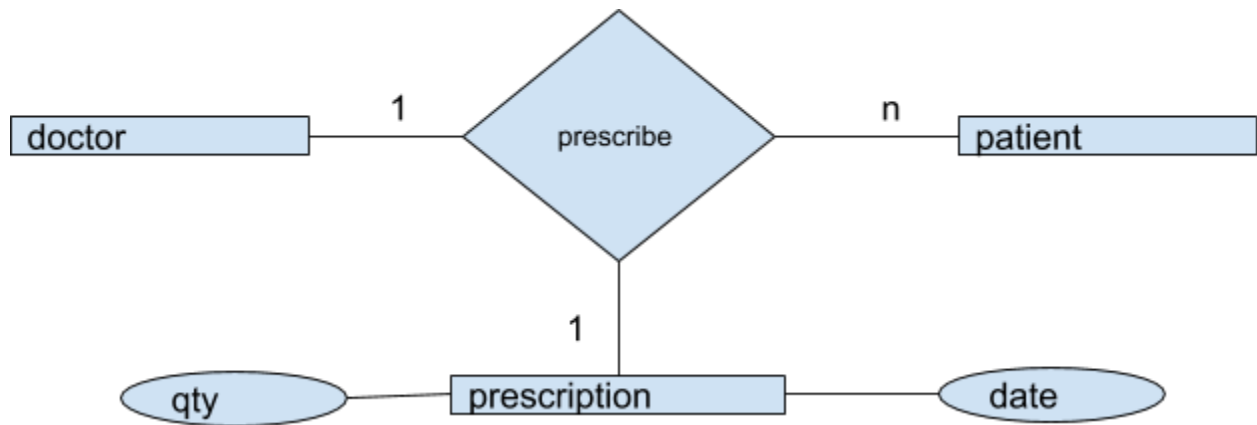 1
n
doctor
prescribe
patient
1
qty
prescription
date